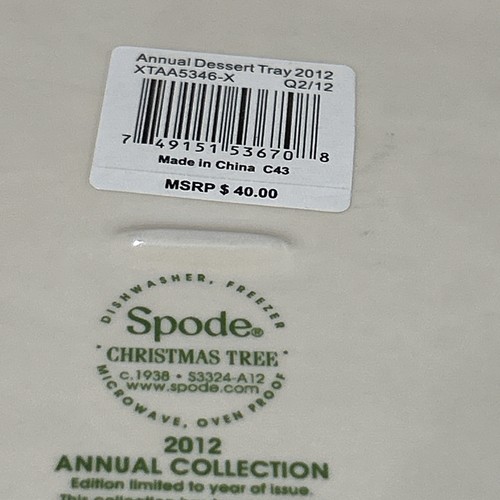 Annual Dessert Tray 2012
XTAA5346-X Q2/12
7 49151 53670 8
Made in China C43
MSRP $ 40.00
DISHWASHER, FREEZER
Spode®
· CHRISTMAS TREE ·
c.1938 • S3324-A12
www.spode.com
MICROWAVE, OVEN PROOF
2012
ANNUAL COLLECTION
Edition limited to year of issue.
This collection